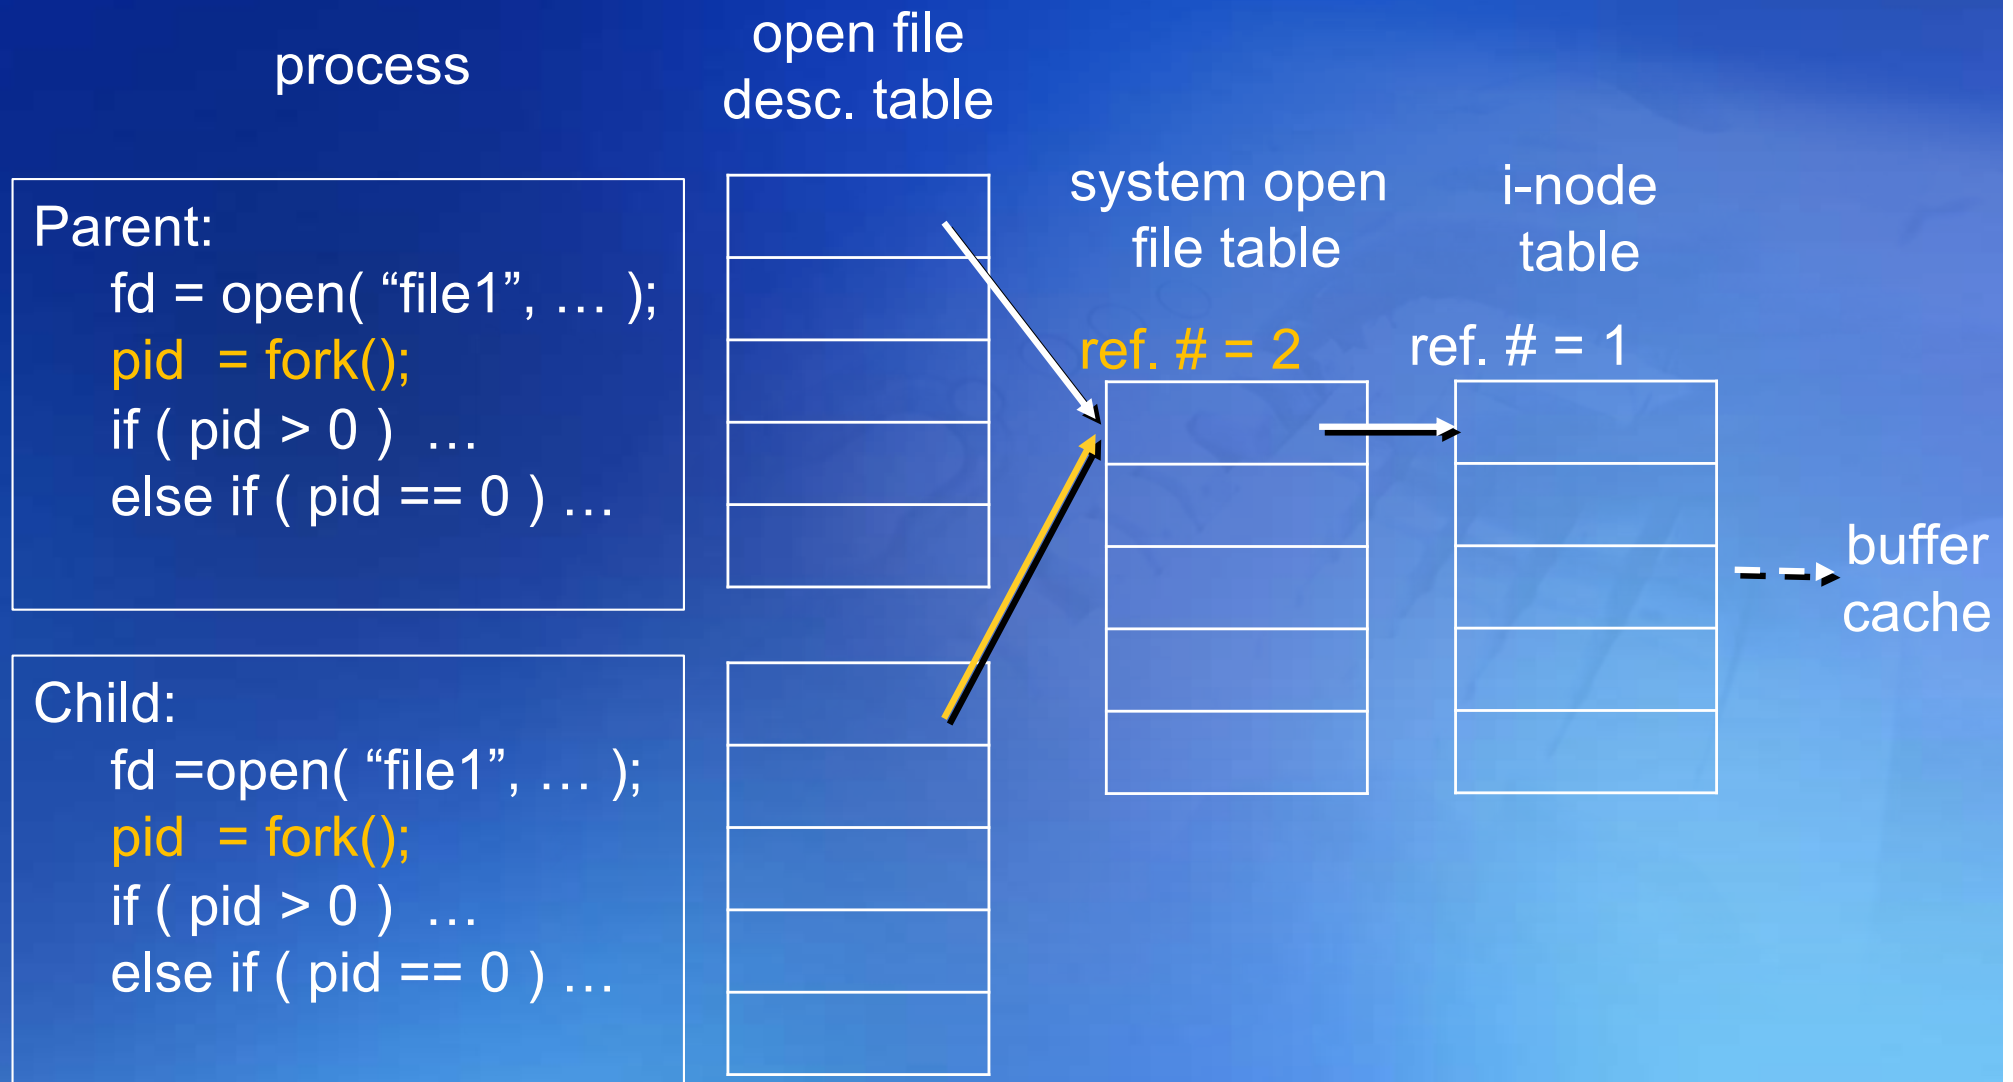 process
open file
desc. table
system open
file table
i-node
table
Parent:
fd = open( “file1”, … );
pid  = fork();
if ( pid > 0 )  …
else if ( pid == 0 ) …
ref. # = 2
ref. # = 1
buffer
cache
Child:
fd =open( “file1”, … );
pid  = fork();
if ( pid > 0 )  …
else if ( pid == 0 ) …